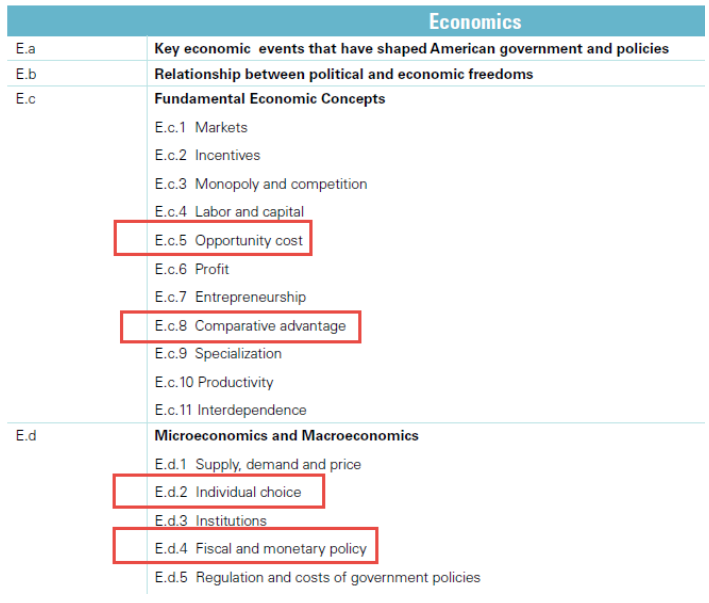 Economics
E.a Key economic events that have shaped American government and policies
E.b Relationship between political and economic freedoms
E.c Fundamental Economic Concepts
E.c.1 Markets
E.c.2 Incentives
E.c.3 Monopoly and competition
E.c.4 Labor and capital
E.c.5 Opportunity cost
E.c.6 Profit
E.c.7 Entrepreneurship
E.c.8 Comparative advantage
E.c.9 Specialization
E.c.10 Productivity
E.c.11 Interdependence
E.d Microeconomics and Macroeconomics
E.d.1 Supply, demand and price
E.d.2 Individual choice
E.d.3 Institutions
E.d.4 Fiscal and monetary policy
E.d.5 Regulation and costs of government policies